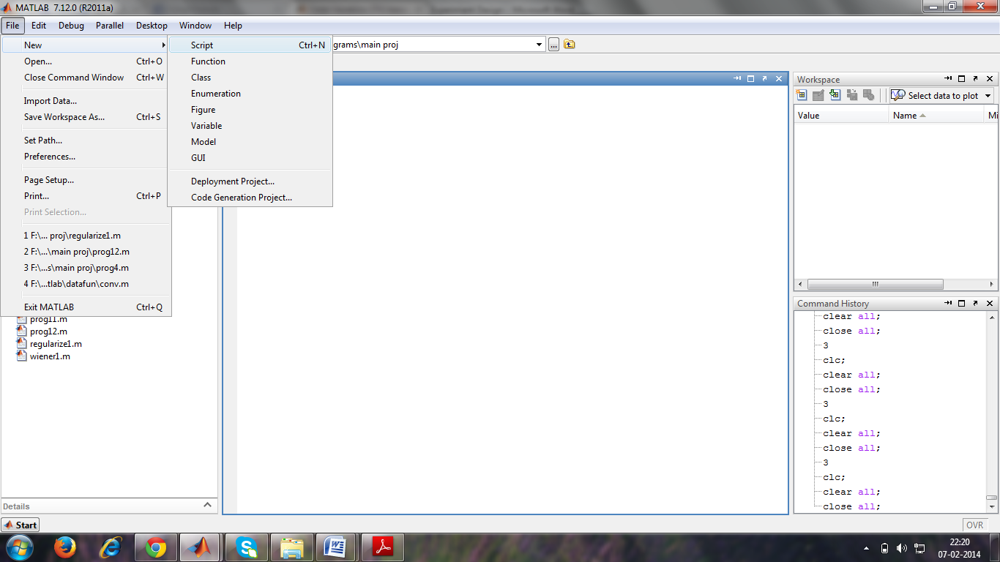 MATLAB 7.12.0 (R2011a)
File Edit Debug Parallel Desktop Window Help
New
Open... Ctrl+O
Close Command Window Ctrl+W
Import Data...
Save Workspace As... Ctrl+S
Set Path...
Preferences...
Page Setup...
Print... Ctrl+P
Print Selection...
1 F:\... proj\regularize1.m
2 F:\...\main proj\prog12.m
3 F:\...s\main proj\prog4.m
4 F:\...tlab\datafun\conv.m
Exit MATLAB Ctrl+Q
Script Ctrl+N
Function
Class
Enumeration
Figure
Variable
Model
GUI
Deployment Project...
Code Generation Project...
grams\main proj
...
prog11.m
prog12.m
regularize1.m
wiener1.m
Details
Workspace
Select data to plot
Value Name Mi
Command History
clear all;
close all;
3
clc;
clear all;
close all;
3
clc;
clear all;
close all;
3
clc;
clear all;
close all;
Start
OVR
22:20
07-02-2014